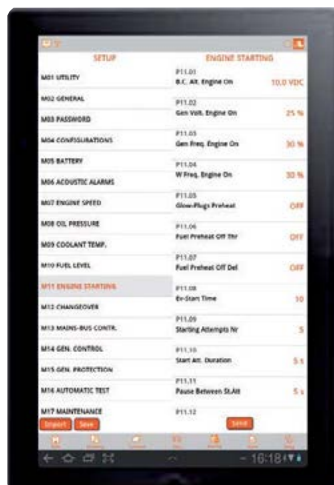 SETUP
M01 UTILITY
M02 GENERAL
M03 PASSWORD
M04 CONFIGURATIONS
M05 BATTERY
M06 ACOUSTIC ALARMS
M07 ENGINE SPEED
M08 OIL PRESSURE
M09 COOLANT TEMP.
M10 FUEL LEVEL
M11 ENGINE STARTING
M12 CHANGEOVER
M13 MAINS-BUS CONTR.
M14 GEN. CONTROL
M15 GEN. PROTECTION
M16 AUTOMATIC TEST
M17 MAINTENANCE
Import Save
ENGINE STARTING
P11.01
B.C. Alt. Engine On 10,0 VDC
P11.02
Gen Volt. Engine On 25 %
P11.03
Gen Freq. Engine On 30 %
P11.04
W Freq. Engine On 30 %
P11.05
Glow-Plugs Preheat OFF
P11.06
Fuel Preheat Off Thr OFF
P11.07
Fuel Preheat Off Del OFF
P11.08
Ev-Start Time 10
P11.09
Starting Attempts Nr 5
P11.10
Start Att. Duration 5 s
P11.11
Pause Between St.Att 5 s
P11.12
Send
16:18